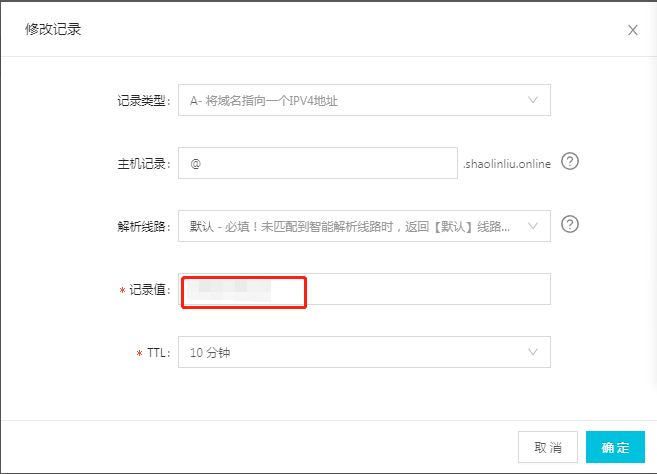 修改记录
记录类型: A- 将域名指向一个IPV4地址
主机记录: @ .shaolinliu.online ?
解析线路: 默认 - 必填！未匹配到智能解析线路时，返回【默认】线路... ?
* 记录值:
* TTL: 10 分钟
取消 确定